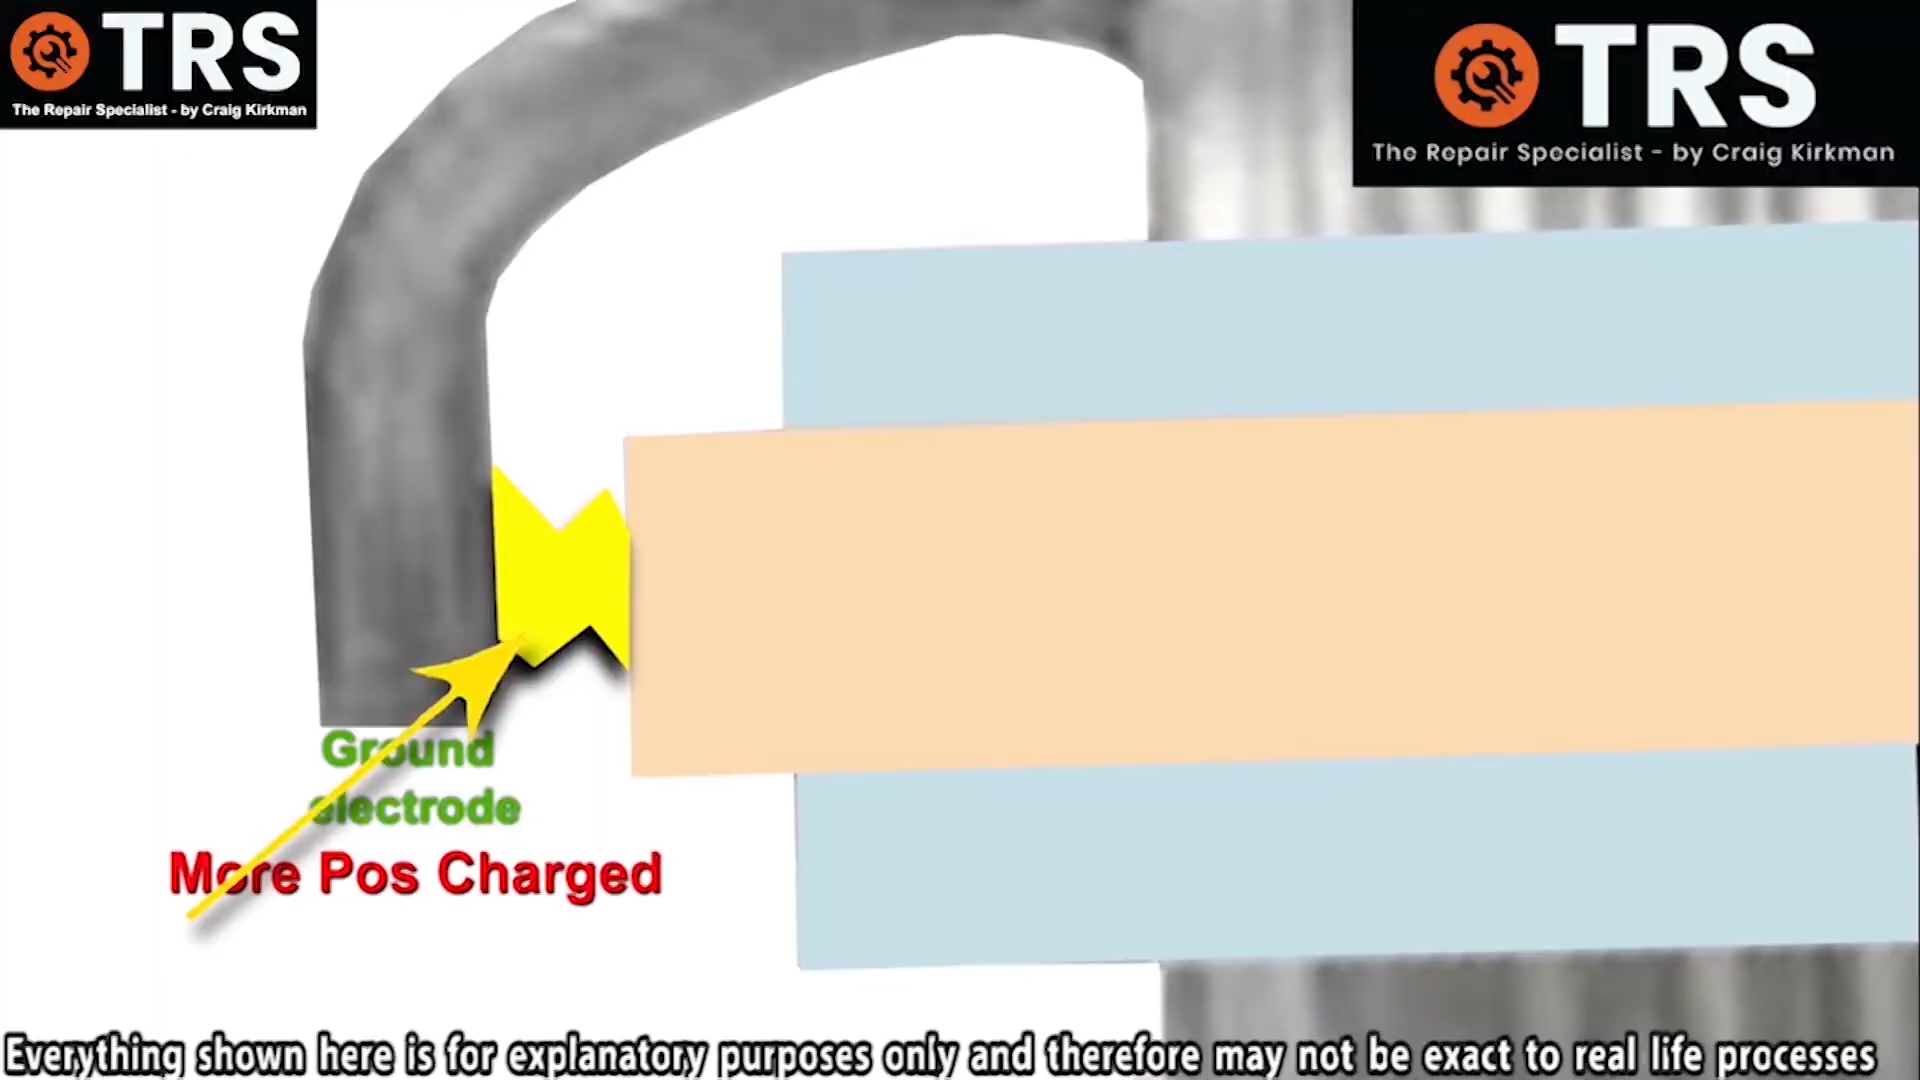 TRS
The Repair Specialist - by Craig Kirkman
TRS
The Repair Specialist - by Craig Kirkman
Ground
electrode
More Pos Charged
Everything shown here is for explanatory purposes only and therefore may not be exact to real life processes